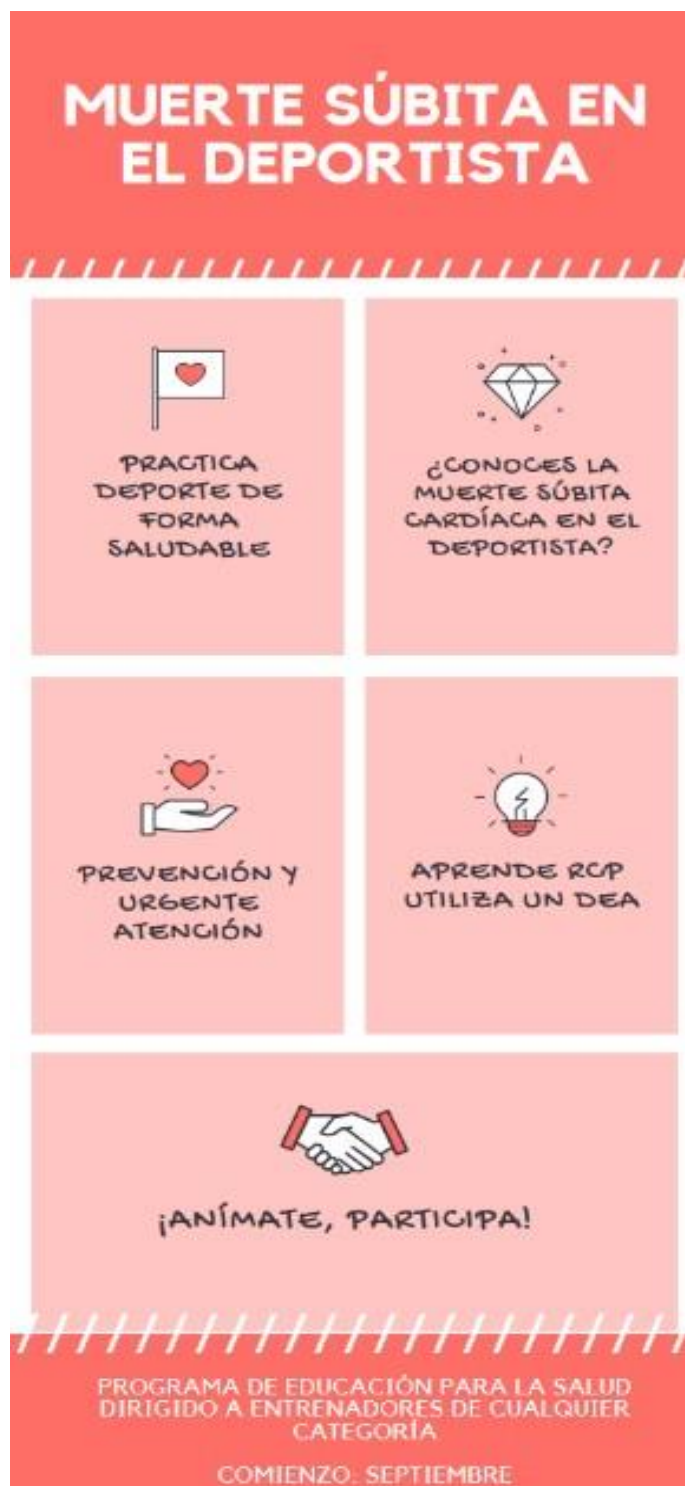 MUERTE SÚBITA EN
EL DEPORTISTA
PRACTICA
DEPORTE DE
FORMA
SALUDABLE
¿CONOCES LA
MUERTE SÚBITA
CARDÍACA EN EL
DEPORTISTA?
PREVENCIÓN Y
URGENTE
ATENCIÓN
APRENDE RCP
UTILIZA UN DEA
¡ANÍMATE, PARTICIPA!
PROGRAMA DE EDUCACIÓN PARA LA SALUD
DIRIGIDO A ENTRENADORES DE CUALQUIER
CATEGORÍA
COMIENZO. SEPTIEMBRE